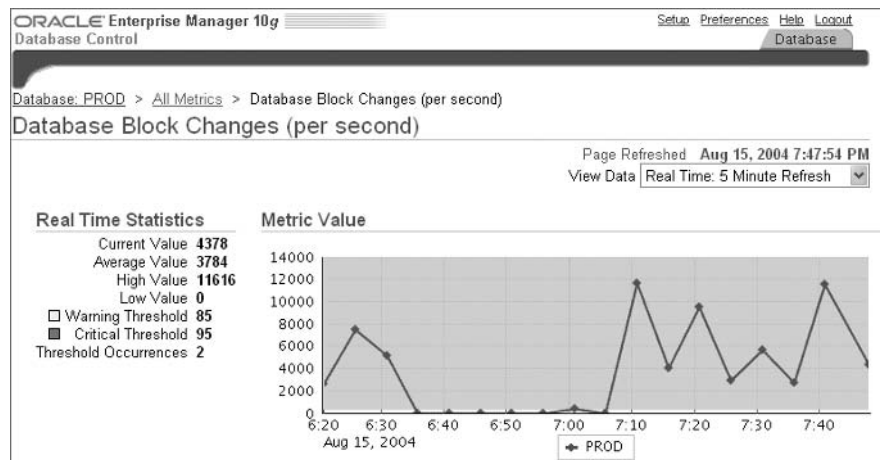 ORACLE Enterprise Manager 10g
Database Control
Setup Preferences Help Logout
Database
Database: PROD > All Metrics > Database Block Changes (per second)
Database Block Changes (per second)
Page Refreshed Aug 15, 2004 7:47:54 PM
View Data Real Time: 5 Minute Refresh
Real Time Statistics
Current Value 4378
Average Value 3784
High Value 11616
Low Value 0
Warning Threshold 85
Critical Threshold 95
Threshold Occurrences 2
Metric Value
14000
12000
10000
8000
6000
4000
2000
0
6:20 6:30 6:40 6:50 7:00 7:10 7:20 7:30 7:40
Aug 15, 2004
PROD